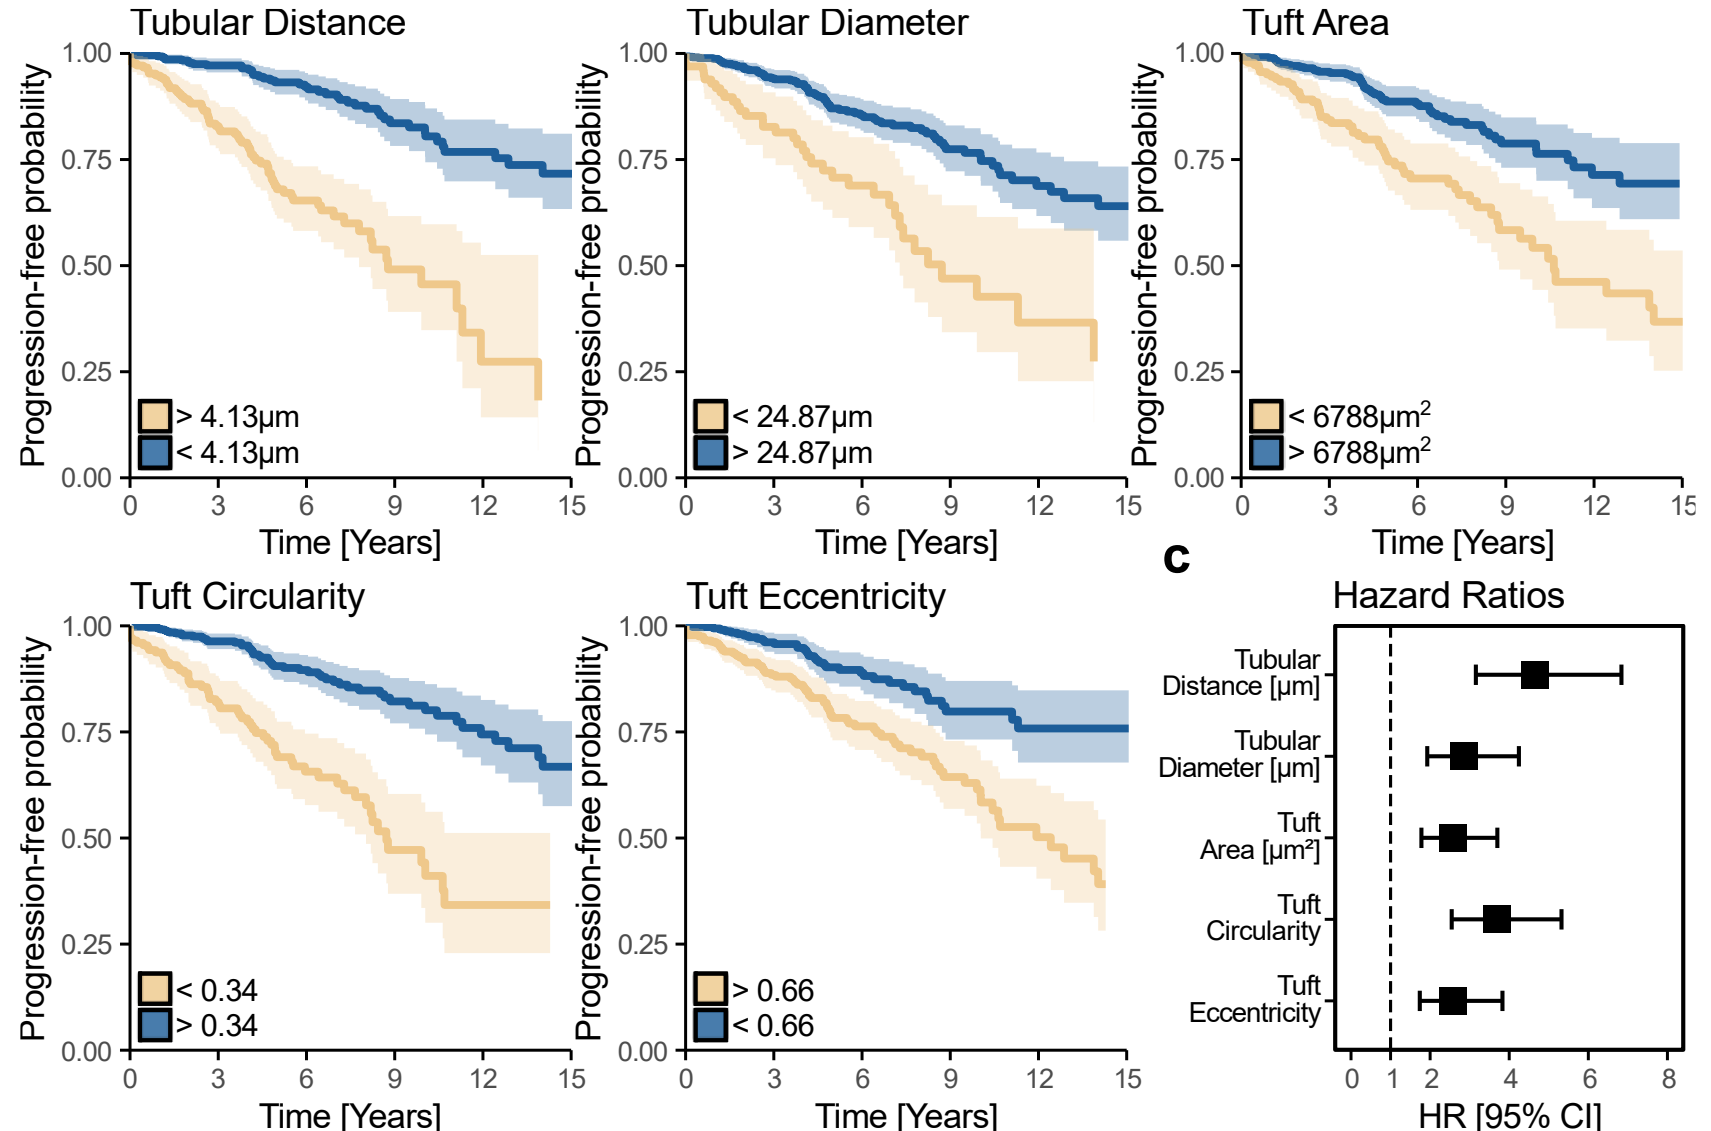 Tubular Distance
Progression-free probability
1.00
0.75
0.50
0.25
0.00
> 4.13µm
< 4.13µm
0 3 6 9 12 15
Time [Years]
Tubular Diameter
Progression-free probability
1.00
0.75
0.50
0.25
0.00
< 24.87µm
> 24.87µm
0 3 6 9 12 15
Time [Years]
Tuft Area
Progression-free probability
1.00
0.75
0.50
0.25
0.00
< 6788µm²
> 6788µm²
0 3 6 9 12 15
Time [Years]
Tuft Circularity
Progression-free probability
1.00
0.75
0.50
0.25
0.00
< 0.34
> 0.34
0 3 6 9 12 15
Time [Years]
Tuft Eccentricity
Progression-free probability
1.00
0.75
0.50
0.25
0.00
> 0.66
< 0.66
0 3 6 9 12 15
Time [Years]
c
Hazard Ratios
Tubular
Distance [µm]
Tubular
Diameter [µm]
Tuft
Area [µm²]
Tuft
Circularity
Tuft
Eccentricity
0 1 2 4 6 8
HR [95% CI]